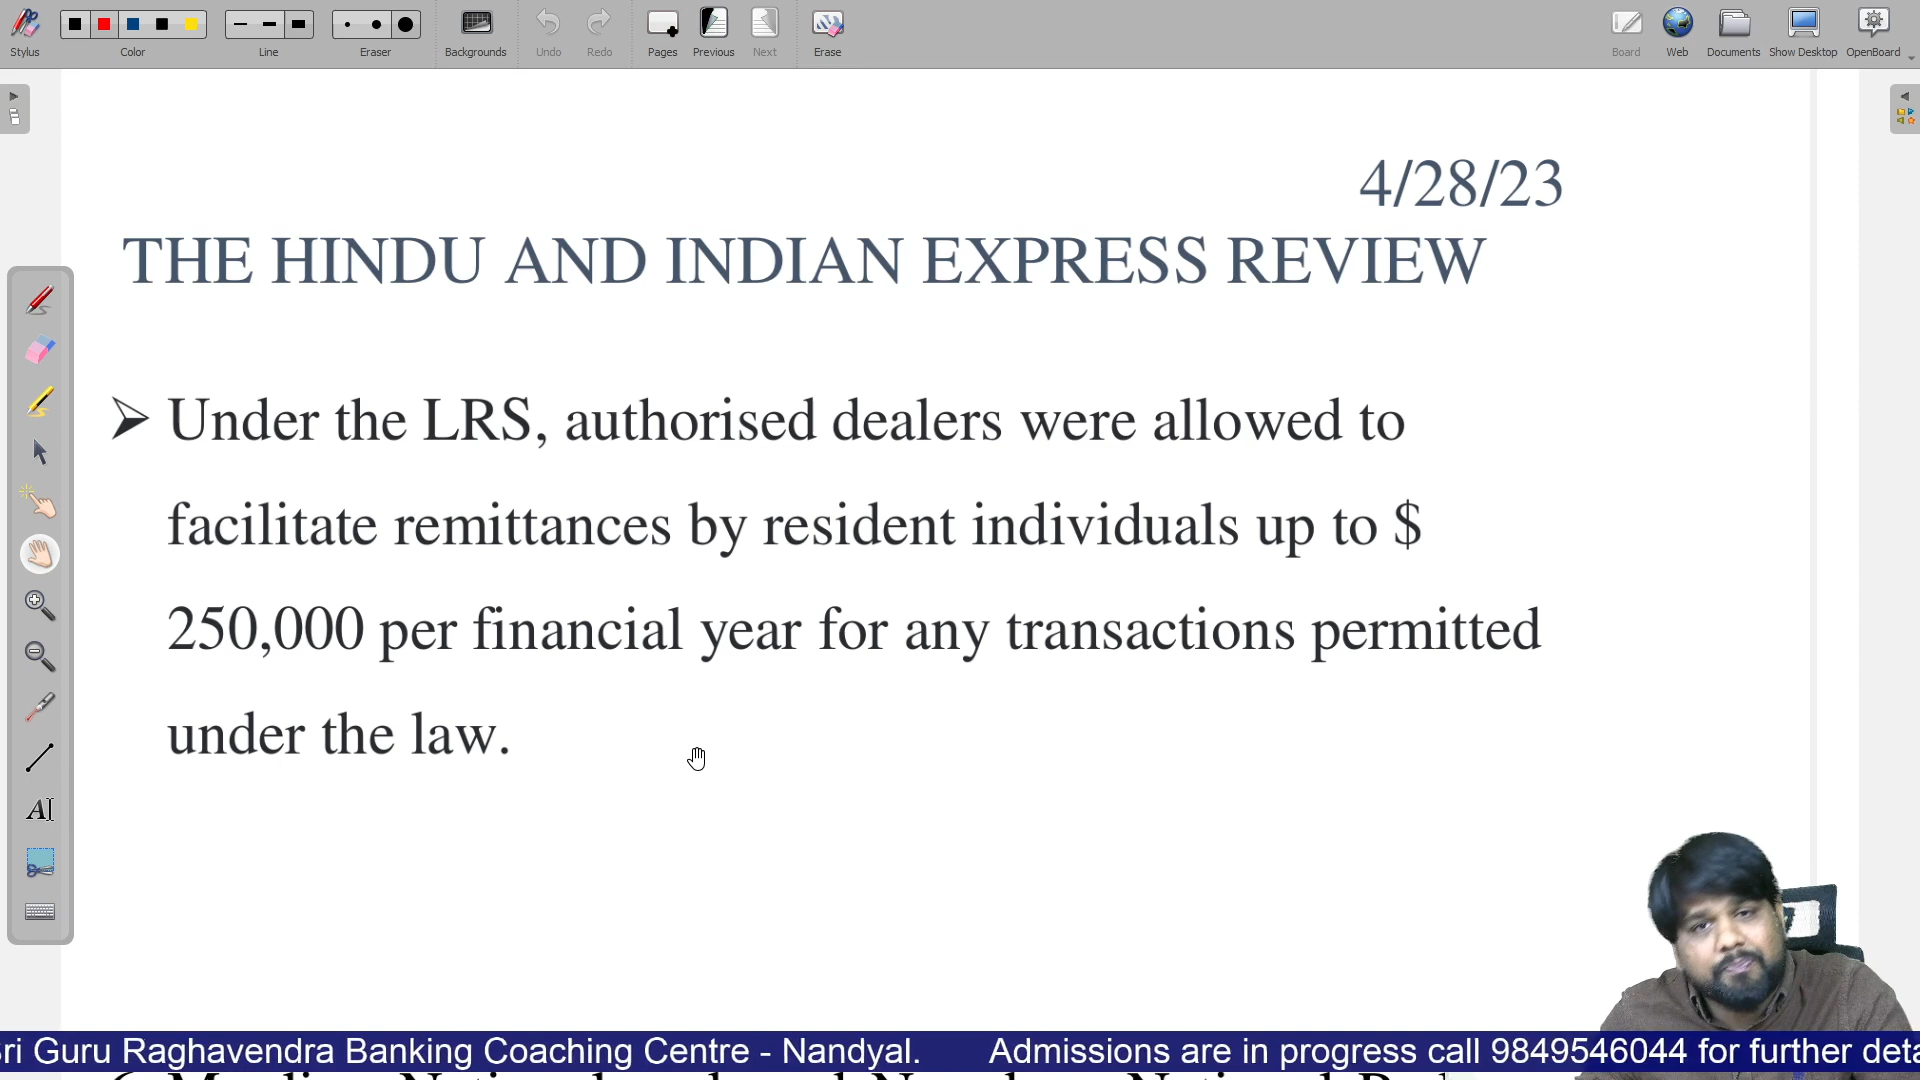 Stylus
Color
Line
Eraser
Backgrounds
Undo
Redo
Pages
Previous
Next
Erase
Board
Web
Documents
Show Desktop
OpenBoard
4/28/23
THE HINDU AND INDIAN EXPRESS REVIEW
➢ Under the LRS, authorised dealers were allowed to
facilitate remittances by resident individuals up to $
250,000 per financial year for any transactions permitted
under the law.
ri Guru Raghavendra Banking Coaching Centre - Nandyal. Admissions are in progress call 9849546044 for further deta